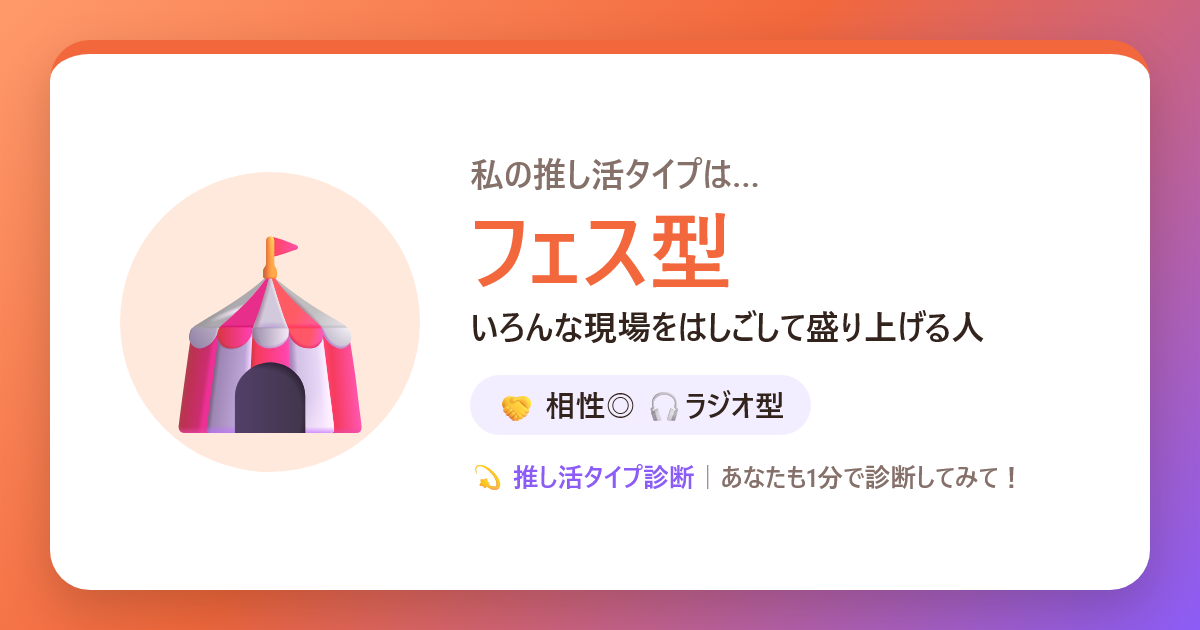 私の推し活タイプは...
フェス型
いろんな現場をはしごして盛り上げる人
🤝 相性◎ 🎧ラジオ型
💫 推し活タイプ診断｜あなたも1分で診断してみて！